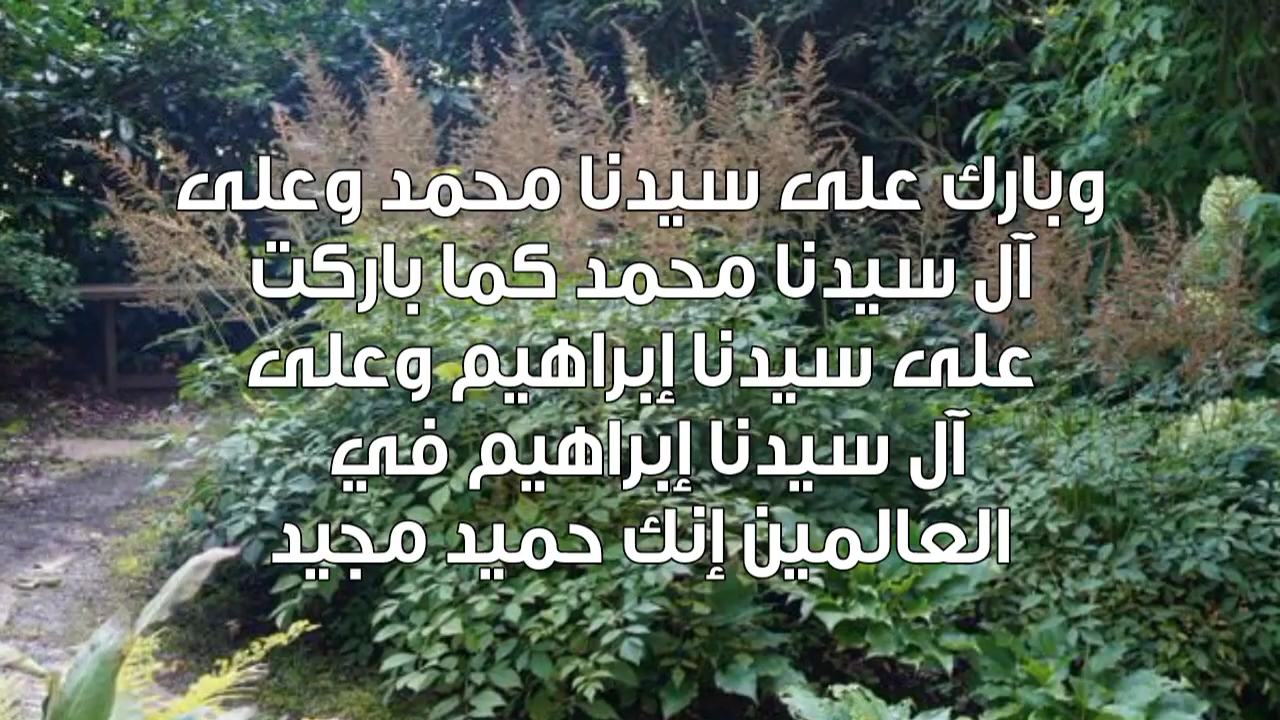 وبارك على سيدنا محمد وعلى
آل سيدنا محمد كما باركت
على سيدنا إبراهيم وعلى
آل سيدنا إبراهيم في
العالمين إنك حميد مجيد